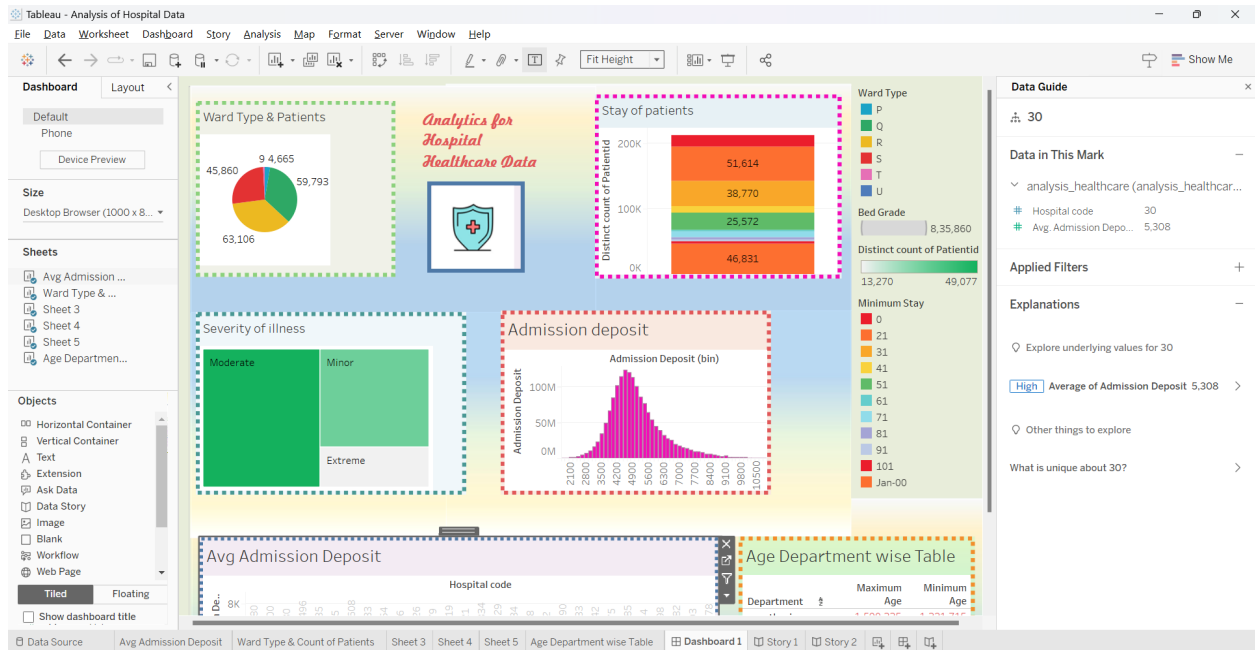 Tableau - Analysis of Hospital Data
File Data Worksheet Dashboard Story Analysis Map Format Server Window Help
Fit Height
Show Me
Dashboard Layout
Default
Phone
Device Preview
Size
Desktop Browser (1000 x 8...
Sheets
Avg Admission ...
Ward Type & ...
Sheet 3
Sheet 4
Sheet 5
Age Departmen...
Objects
Horizontal Container
Vertical Container
Text
Extension
Ask Data
Data Story
Image
Blank
Workflow
Web Page
Tiled Floating
Show dashboard title
Ward Type & Patients
9 4,665
45,860
59,793
63,106
Analytics for
Hospital
Healthcare Data
Stay of patients
Distinct count of Patientid
200K
100K
0K
51,614
38,770
25,572
46,831
Severity of illness
Moderate
Minor
Extreme
Admission deposit
Admission Deposit (bin)
Admission Deposit
100M
50M
0M
2100 2800 3500 4200 4900 5600 6300 7000 7700 8400 9100 9800 10500
Avg Admission Deposit
Hospital code
8K
Age Department wise Table
Maximum Minimum
Department Age Age
Ward Type
P
Q
R
S
T
U
Bed Grade
8,35,860
Distinct count of Patientid
13,270 49,077
Minimum Stay
0
21
31
41
51
61
71
81
91
101
Jan-00
Data Guide
30
Data in This Mark
analysis_healthcare (analysis_healthcar...
Hospital code 30
Avg. Admission Depo... 5,308
Applied Filters
Explanations
Explore underlying values for 30
High Average of Admission Deposit 5,308
Other things to explore
What is unique about 30?
Data Source Avg Admission Deposit Ward Type & Count of Patients Sheet 3 Sheet 4 Sheet 5 Age Department wise Table Dashboard 1 Story 1 Story 2